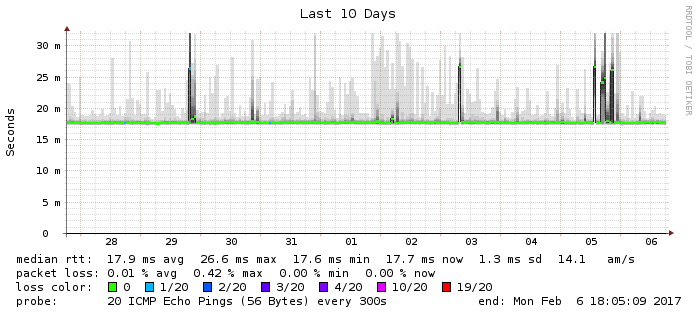 Last 10 Days
RRDTOOL / TOBI OETIKER
Seconds
30 m
25 m
20 m
15 m
10 m
5 m
0
28 29 30 31 01 02 03 04 05 06
median rtt: 17.9 ms avg 26.6 ms max 17.6 ms min 17.7 ms now 1.3 ms sd 14.1 am/s
packet loss: 0.01 % avg 0.42 % max 0.00 % min 0.00 % now
loss color: 0 1/20 2/20 3/20 4/20 10/20 19/20
probe: 20 ICMP Echo Pings (56 Bytes) every 300s end: Mon Feb 6 18:05:09 2017